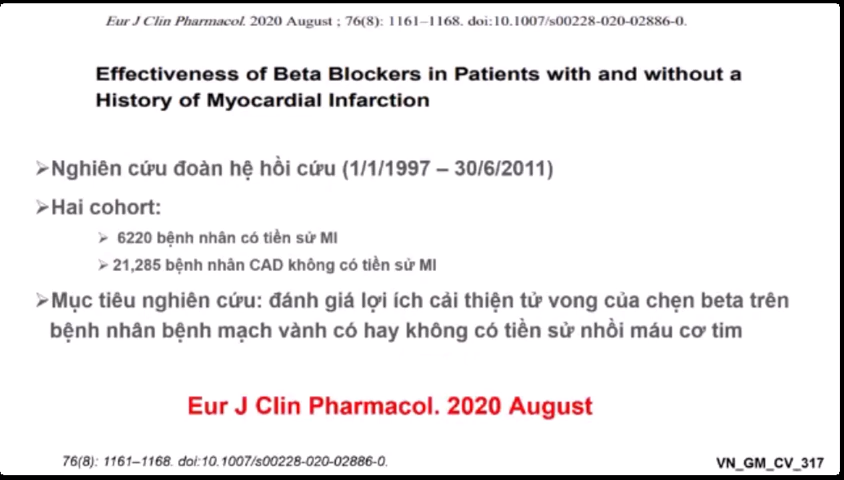 Eur J Clin Pharmacol. 2020 August ; 76(8): 1161–1168. doi:10.1007/s00228-020-02886-0.
Effectiveness of Beta Blockers in Patients with and without a
History of Myocardial Infarction
➢Nghiên cứu đoàn hệ hồi cứu (1/1/1997 – 30/6/2011)
➢Hai cohort:
➢ 6220 bệnh nhân có tiền sử MI
➢ 21,285 bệnh nhân CAD không có tiền sử MI
➢Mục tiêu nghiên cứu: đánh giá lợi ích cải thiện tử vong của chẹn beta trên
bệnh nhân bệnh mạch vành có hay không có tiền sử nhồi máu cơ tim
Eur J Clin Pharmacol. 2020 August
76(8): 1161–1168. doi:10.1007/s00228-020-02886-0.
VN_GM_CV_317